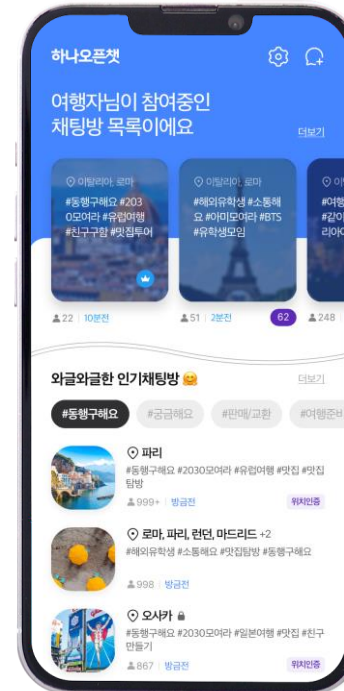 하나오픈챗
여행자님이 참여중인
채팅방 목록이에요
더보기
이탈리아, 로마
#동행구해요 #203
0모여라 #유럽여행
#친구구함 #맛집투어
22 | 10분전
이탈리아, 로마
#해외유학생 #소통해
요 #아미모여라 #BTS
#유학생모임
51 | 2분전
62
#여행
#같이
리아여
248
와글와글한 인기채팅방 🤗
더보기
#동행구해요
#궁금해요
#판매/교환
#여행준비
파리
#동행구해요 #2030모여라 #유럽여행 #맛집 #맛집
탐방
999+ | 방금전
위치인증
로마, 파리, 런던, 마드리드 +2
#해외유학생 #소통해요 #맛집탐방 #동행구해요
998 | 방금전
오사카
#동행구해요 #2030모여라 #일본여행 #맛집 #친구
만들기
867 | 방금전
위치인증